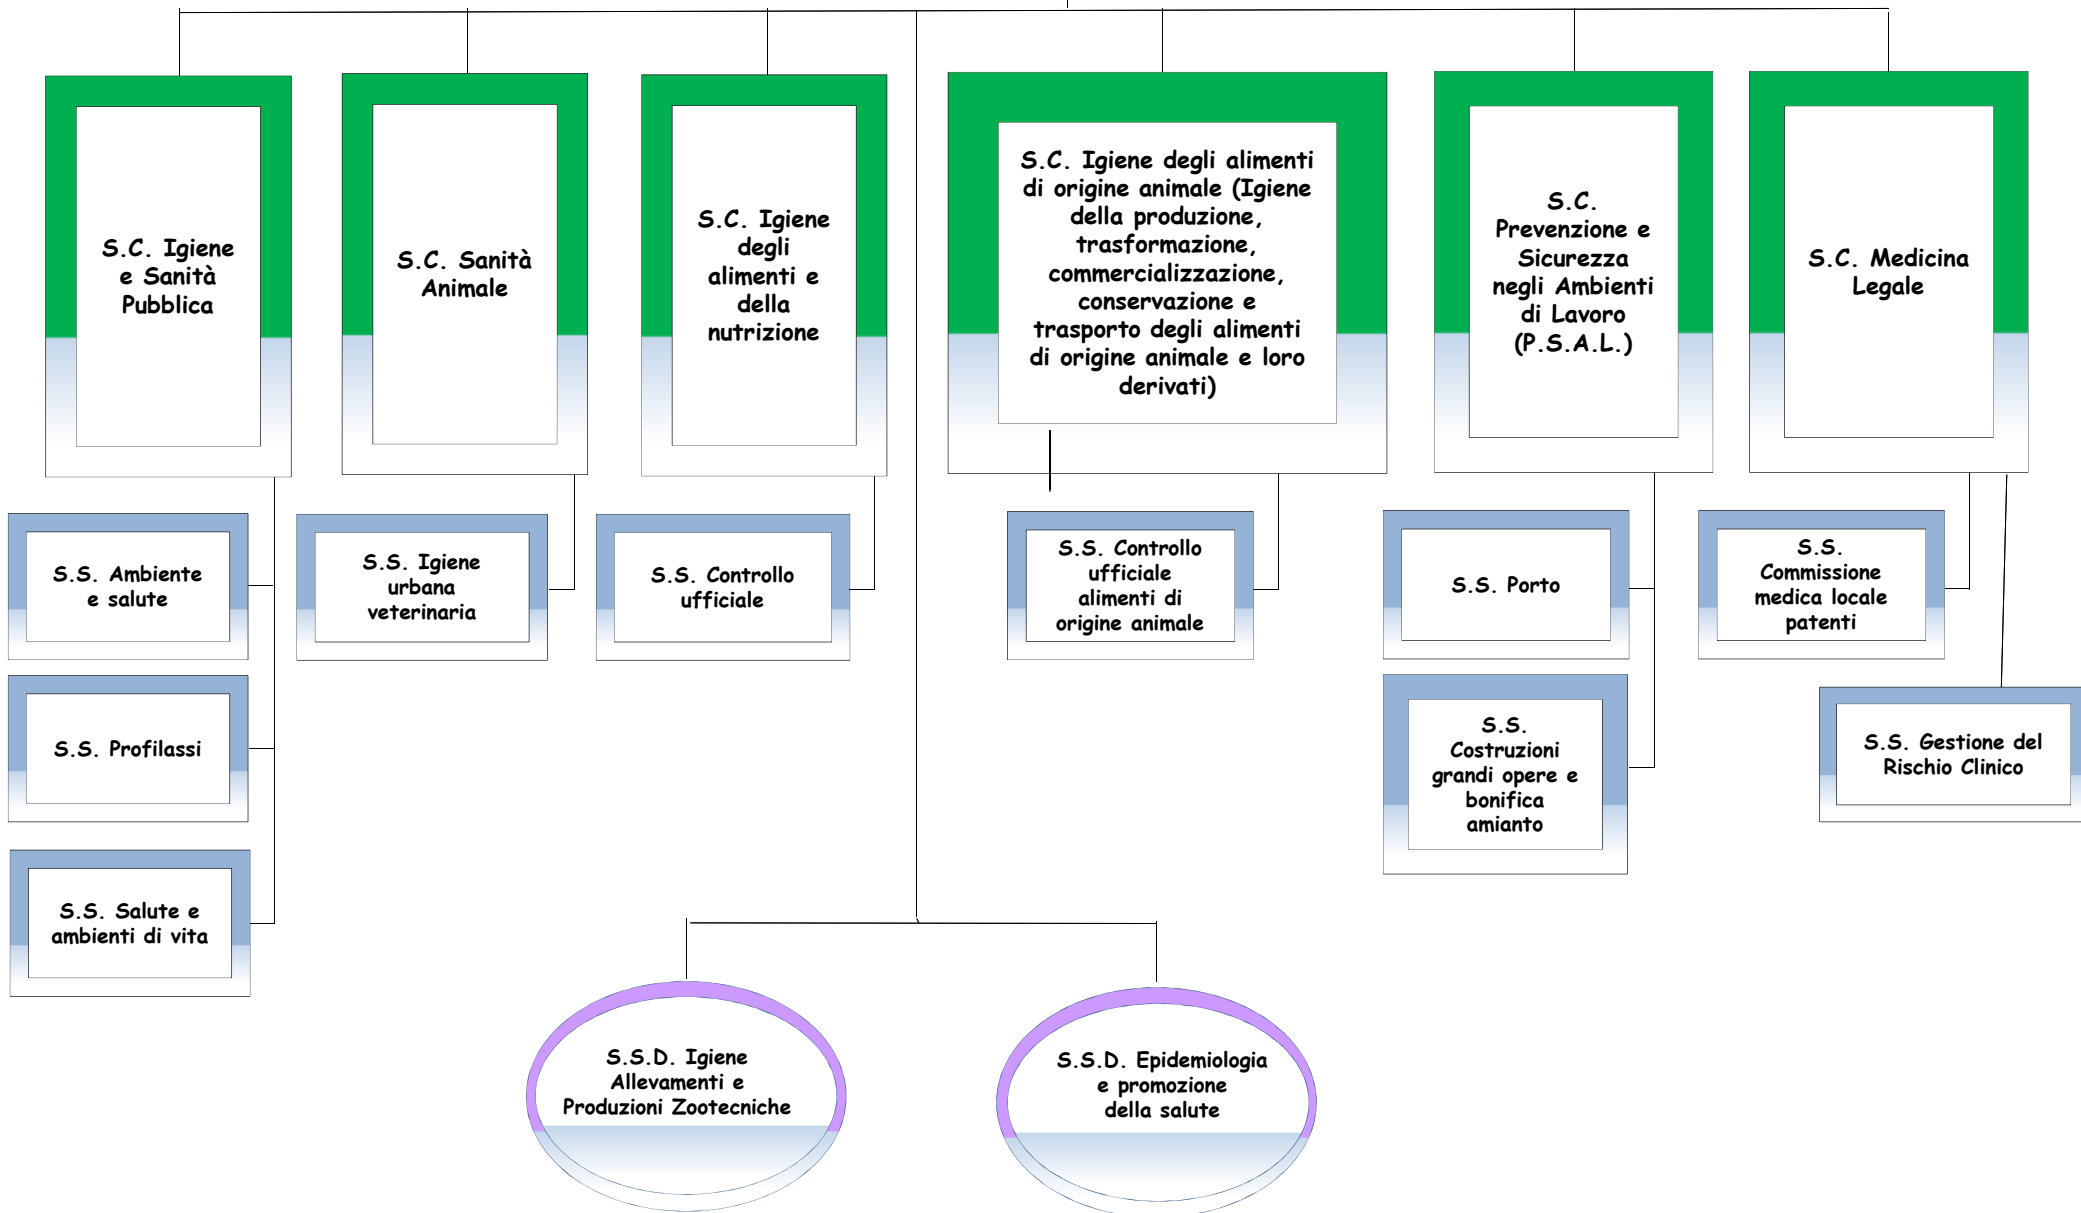 S.C. Igiene
e Sanità
Pubblica
S.C. Sanità
Animale
S.C. Igiene
degli
alimenti e
della
nutrizione
S.C. Igiene degli alimenti
di origine animale (Igiene
della produzione,
trasformazione,
commercializzazione,
conservazione e
trasporto degli alimenti
di origine animale e loro
derivati)
S.C.
Prevenzione e
Sicurezza
negli Ambienti
di Lavoro
(P.S.A.L.)
S.C. Medicina
Legale
S.S. Ambiente
e salute
S.S. Igiene
urbana
veterinaria
S.S. Controllo
ufficiale
S.S. Controllo
ufficiale
alimenti di
origine animale
S.S. Porto
S.S.
Commissione
medica locale
patenti
S.S. Profilassi
S.S.
Costruzioni
grandi opere e
bonifica
amianto
S.S. Gestione del
Rischio Clinico
S.S. Salute e
ambienti di vita
S.S.D. Igiene
Allevamenti e
Produzioni Zootecniche
S.S.D. Epidemiologia
e promozione
della salute